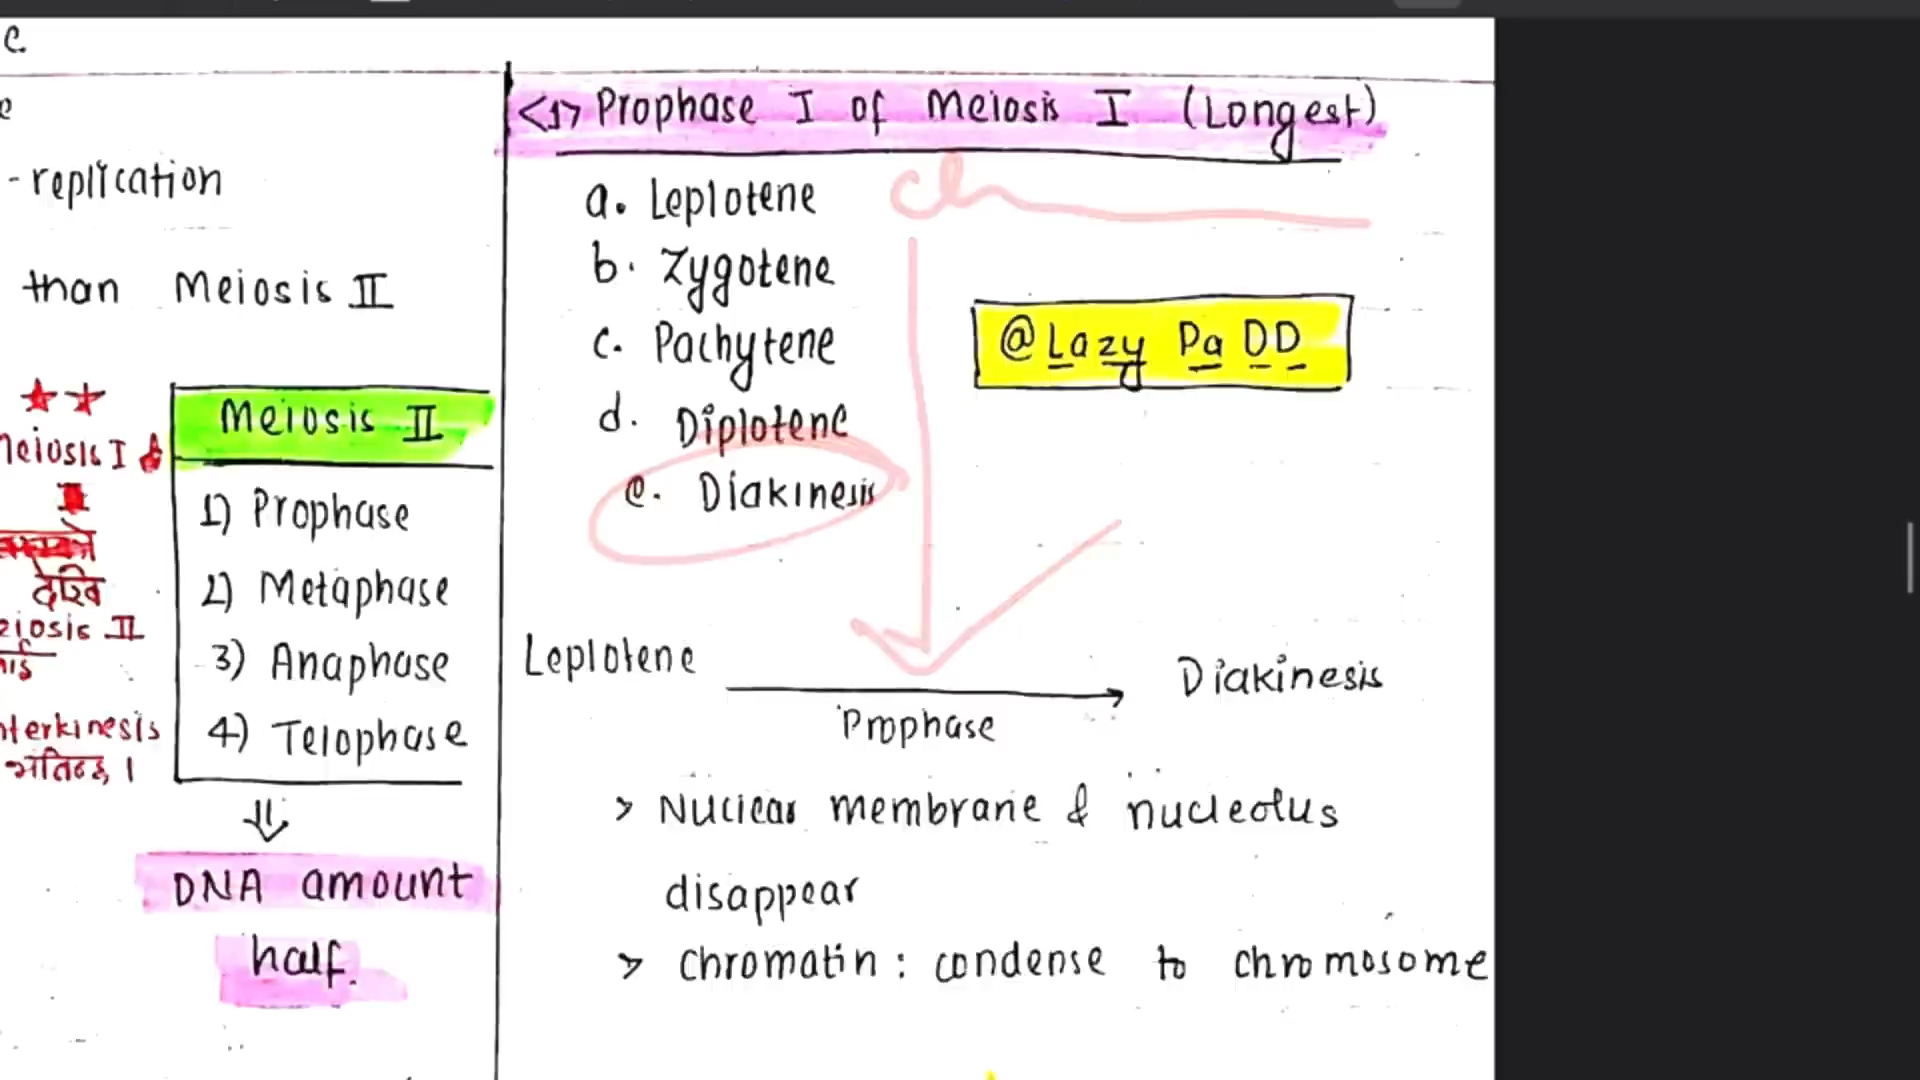 e
- replication
than Meiosis II
Meiosis I
देखि
Meiosis II
1) Prophase
2) Metaphase
3) Anaphase
4) Telophase
DNA amount
half.
<1> Prophase I of Meiosis I (Longest)
a. Leplotene
b. Zygotene
c. Pachytene
d. Diplotene
e. Diakinesis
@ Lazy Pa DD
Leplotene
Diakinesis
Prophase
> Nuclear membrane & nucleolus
disappear
> Chromatin : condense to chromosome